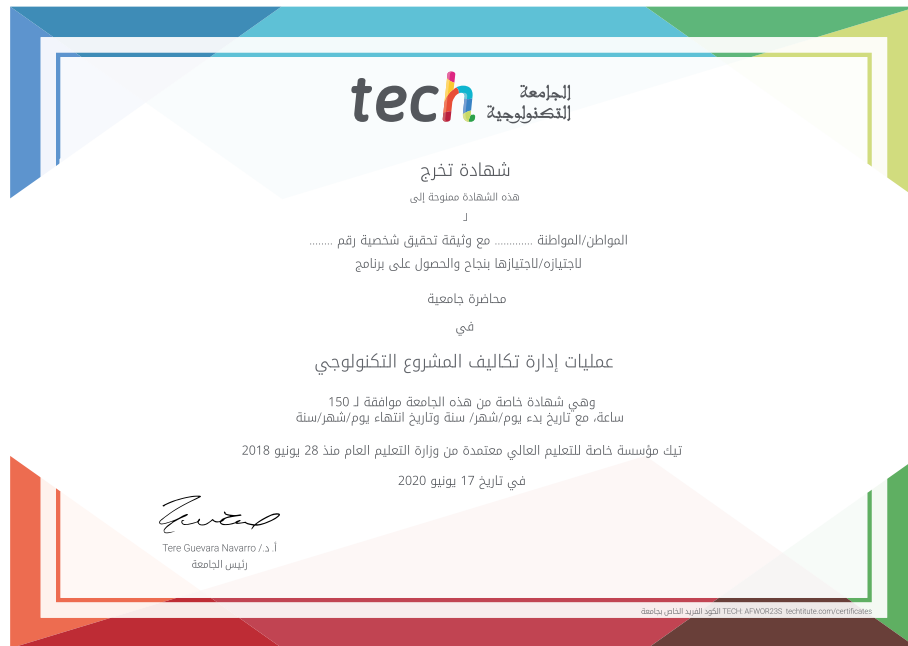 tech الجامعة
التكنولوجية
شهادة تخرج
هذه الشهادة ممنوحة إلى
لـ
المواطن/المواطنة ............. مع وثيقة تحقيق شخصية رقم ........
لاجتيازه/لاجتيازها بنجاح والحصول على برنامج
محاضرة جامعية
في
عمليات إدارة تكاليف المشروع التكنولوجي
وهي شهادة خاصة من هذه الجامعة موافقة لـ 150
ساعة، مع تاريخ بدء يوم/شهر/ سنة وتاريخ انتهاء يوم/شهر/سنة
تيك مؤسسة خاصة للتعليم العالي معتمدة من وزارة التعليم العام منذ 28 يونيو 2018
في تاريخ 17 يونيو 2020
أ. د./ Tere Guevara Navarro
رئيس الجامعة
الكود الفريد الخاص بجامعة TECH: AFWOR23S techtitute.com/certificates